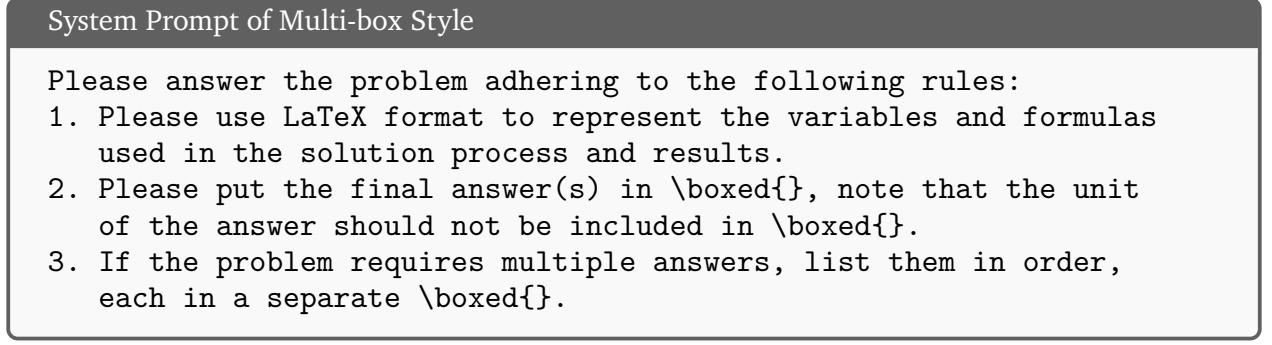 System Prompt of Multi-box Style
Please answer the problem adhering to the following rules:
1. Please use LaTeX format to represent the variables and formulas
used in the solution process and results.
2. Please put the final answer(s) in \boxed{}, note that the unit
of the answer should not be included in \boxed{}.
3. If the problem requires multiple answers, list them in order,
each in a separate \boxed{}.